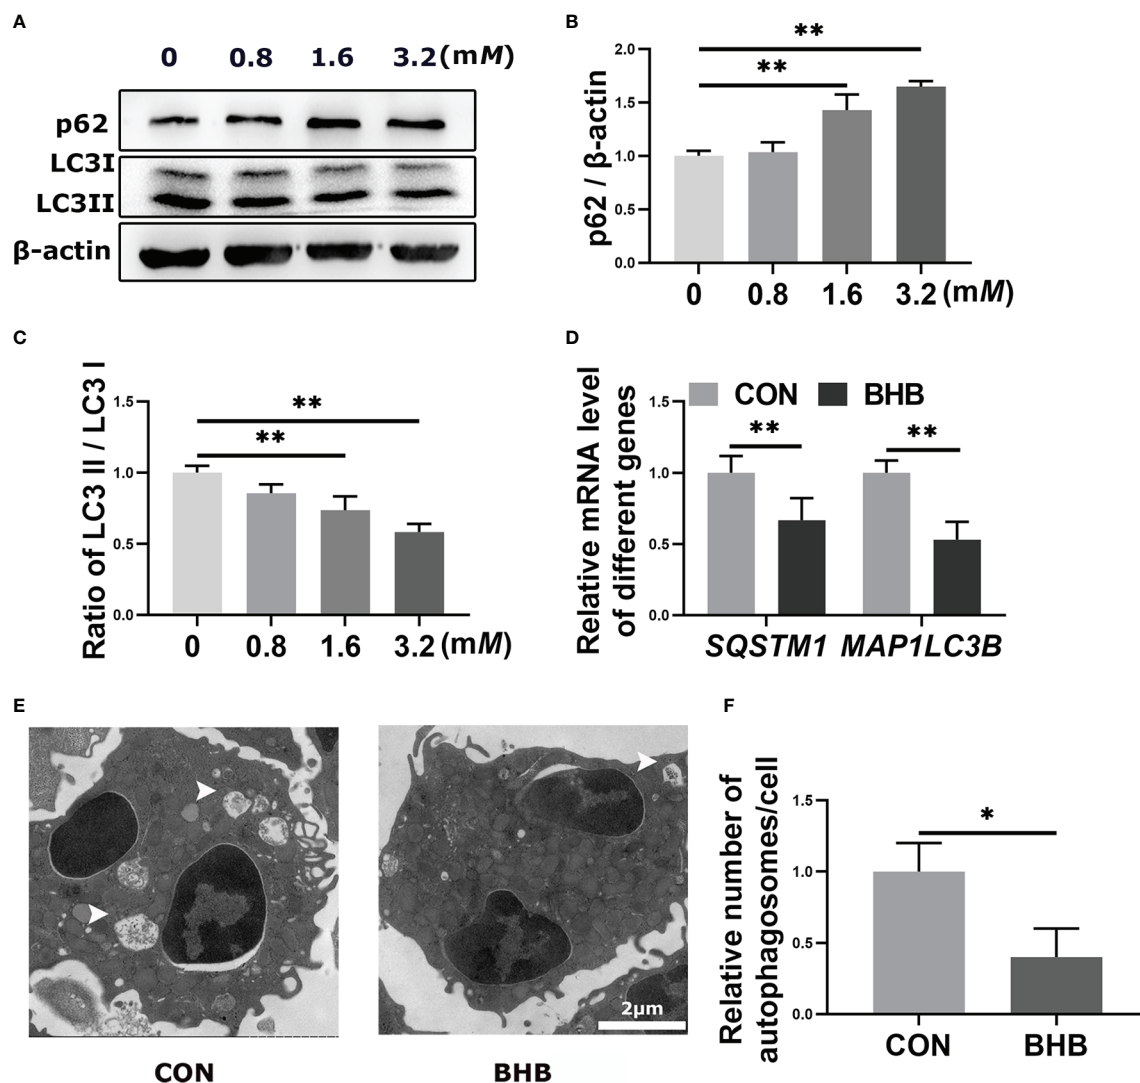 A
0 0.8 1.6 3.2 (mM)
p62
LC3I
LC3II
β-actin
B
p62 / β-actin
2.0
1.5
1.0
0.5
0.0
** **
0 0.8 1.6 3.2 (mM)
C
Ratio of LC3 II / LC3 I
1.5
1.0
0.5
0.0
** **
0 0.8 1.6 3.2 (mM)
D
Relative mRNA level
of different genes
CON BHB
1.5
1.0
0.5
0.0
** **
SQSTM1 MAP1LC3B
E
2μm
CON BHB
F
Relative number of
autophagosomes/cell
1.5
1.0
0.5
0.0
*
CON BHB